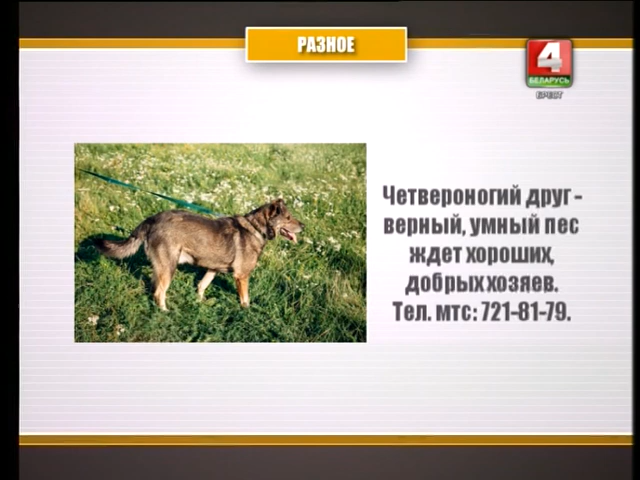 РАЗНОЕ
4
БЕЛАРУСЬ
БРЕСТ
Четвероногий друг -
верный, умный пес
ждет хороших,
добрых хозяев.
Тел. мтс: 721-81-79.